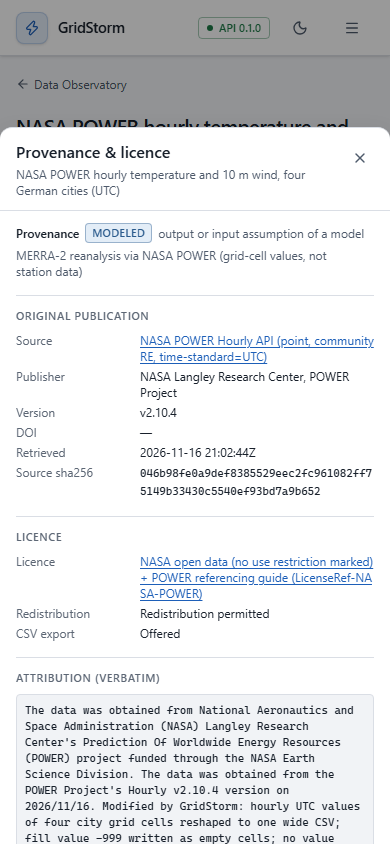 GridStorm
API 0.1.0
← Data Observatory
NASA POWER hourly temperature and
Provenance & licence
NASA POWER hourly temperature and 10 m wind, four
German cities (UTC)
Provenance MODELED output or input assumption of a model
MERRA-2 reanalysis via NASA POWER (grid-cell values, not
station data)
ORIGINAL PUBLICATION
Source NASA POWER Hourly API (point, community
RE, time-standard=UTC)
Publisher NASA Langley Research Center, POWER
Project
Version v2.10.4
DOI —
Retrieved 2026-11-16 21:02:44Z
Source sha256 046b98fe0a9def8385529eec2fc961082ff7
5149b33430c5540ef93bd7a9b652
LICENCE
Licence NASA open data (no use restriction marked)
+ POWER referencing guide (LicenseRef-NA
SA-POWER)
Redistribution Redistribution permitted
CSV export Offered
ATTRIBUTION (VERBATIM)
The data was obtained from National Aeronautics and
Space Administration (NASA) Langley Research
Center's Prediction Of Worldwide Energy Resources
(POWER) project funded through the NASA Earth
Science Division. The data was obtained from the
POWER Project's Hourly v2.10.4 version on
2026/11/16. Modified by GridStorm: hourly UTC values
of four city grid cells reshaped to one wide CSV;
fill value −999 written as empty cells; no value